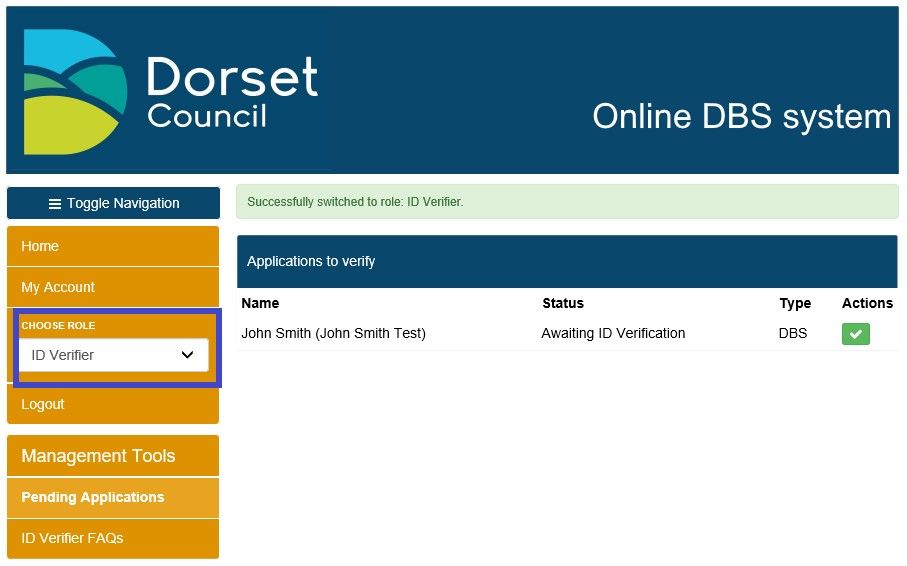 Dorset
Council
Online DBS system
Toggle Navigation
Successfully switched to role: ID Verifier.
Home
My Account
CHOOSE ROLE
ID Verifier
Logout
Management Tools
Pending Applications
ID Verifier FAQs
Applications to verify
Name Status Type Actions
John Smith (John Smith Test) Awaiting ID Verification DBS